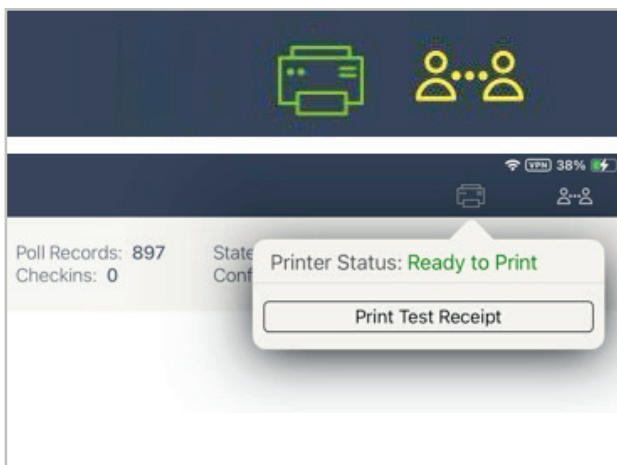 VPN 38%
Poll Records: 897
State
Checkins: 0
Conf
Printer Status: Ready to Print
Print Test Receipt